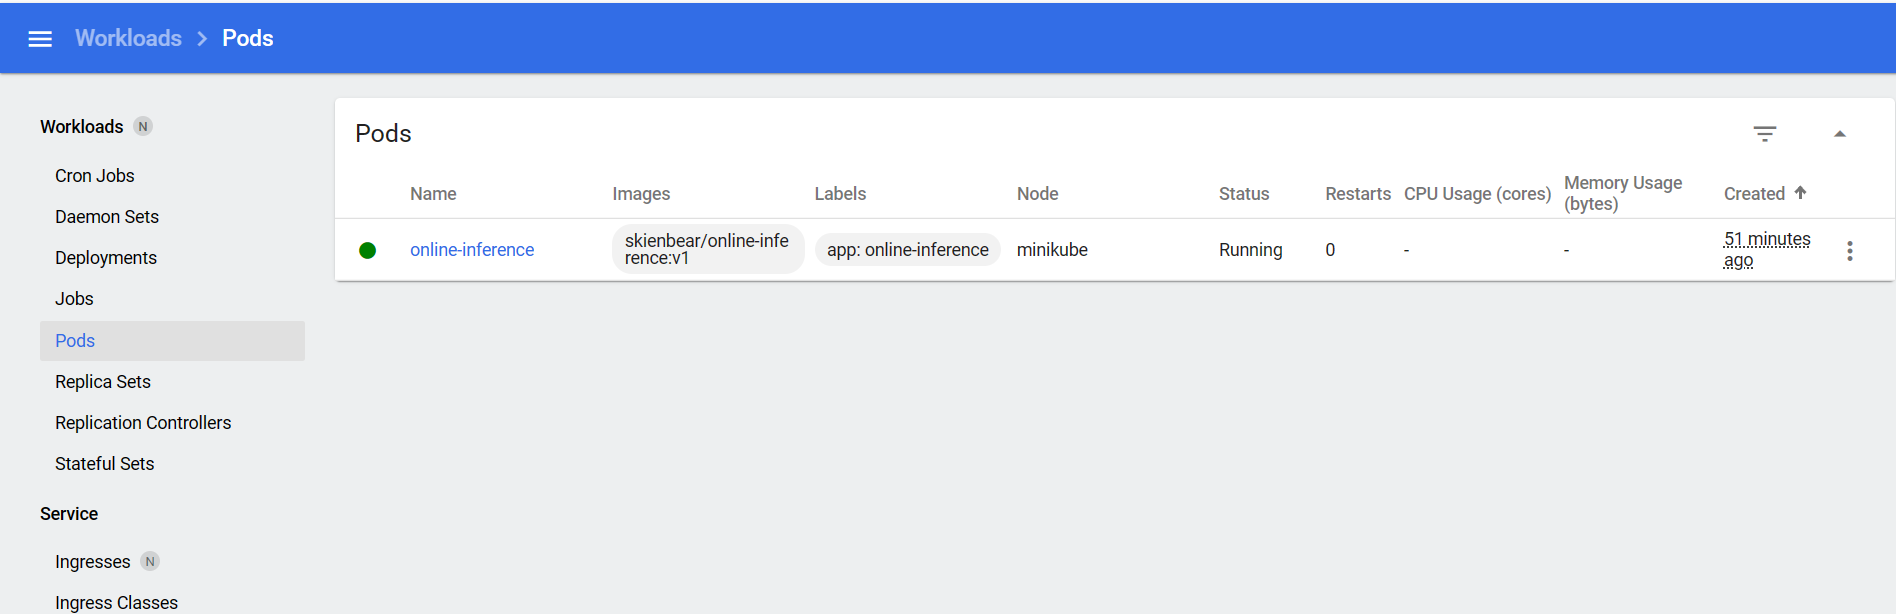 Workloads > Pods
Workloads N
Cron Jobs
Daemon Sets
Deployments
Jobs
Pods
Replica Sets
Replication Controllers
Stateful Sets
Service
Ingresses N
Ingress Classes
Pods
Name Images Labels Node Status Restarts CPU Usage (cores) Memory Usage
(bytes) Created
online-inference skienbear/online-infe
rence:v1 app: online-inference minikube Running 0 - - 51 minutes
ago